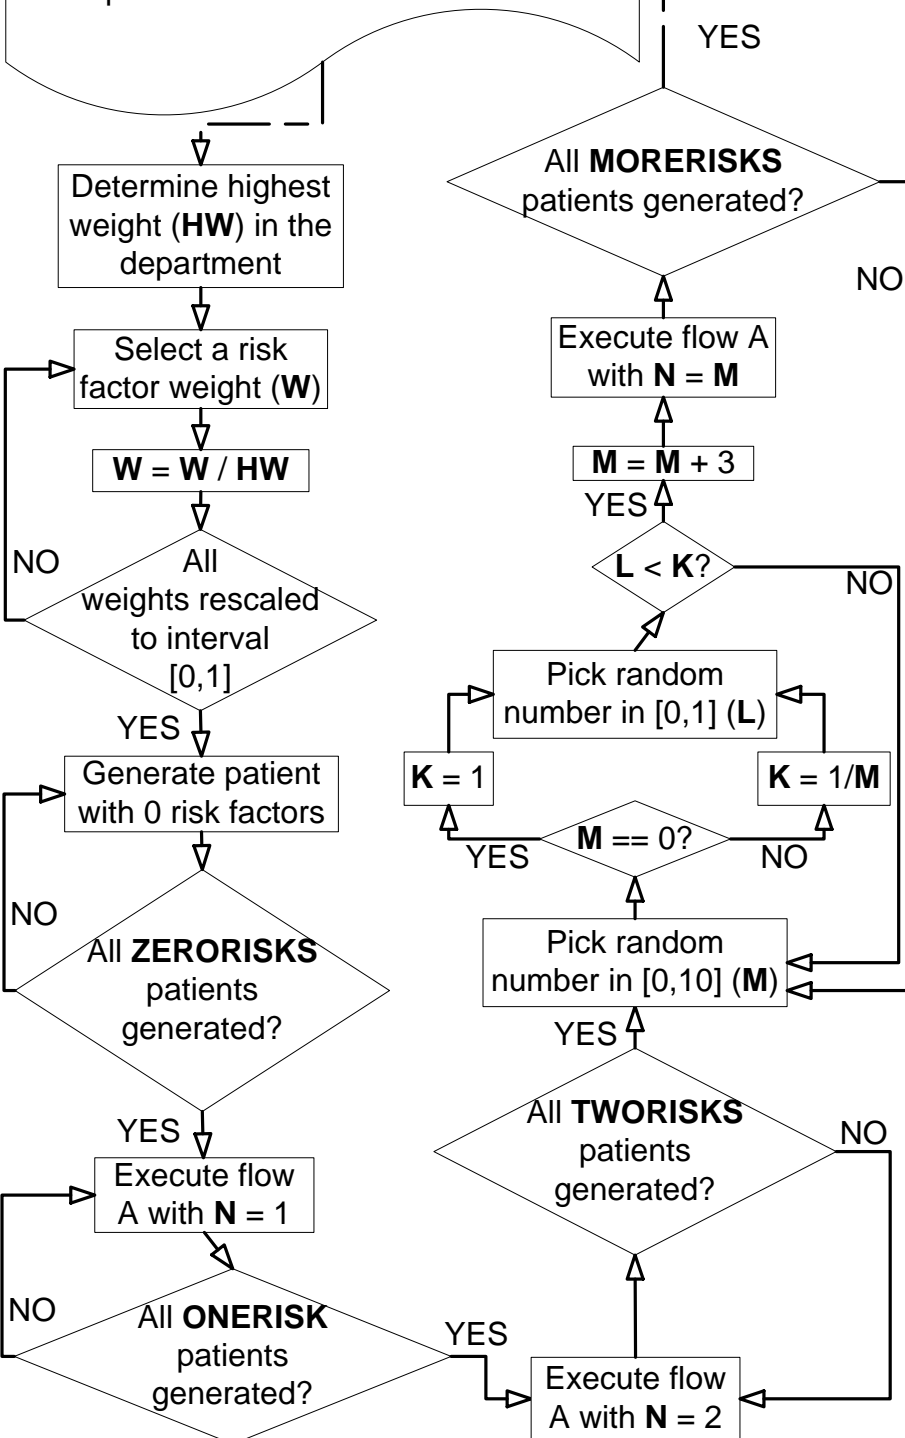 Determine highest
weight (HW) in the
department
Select a risk
factor weight (W)
W = W / HW
NO
All
weights rescaled
to interval
[0,1]
YES
Generate patient
with 0 risk factors
NO
All ZERORISKS
patients
generated?
YES
Execute flow
A with N = 1
NO
All ONERISK
patients
generated?
YES
Execute flow
A with N = 2
NO
All TWORISKS
patients
generated?
YES
Pick random
number in [0,10] (M)
M == 0?
YES
NO
K = 1
K = 1/M
Pick random
number in [0,1] (L)
L < K?
NO
YES
M = M + 3
Execute flow A
with N = M
NO
All MORERISKS
patients generated?
YES